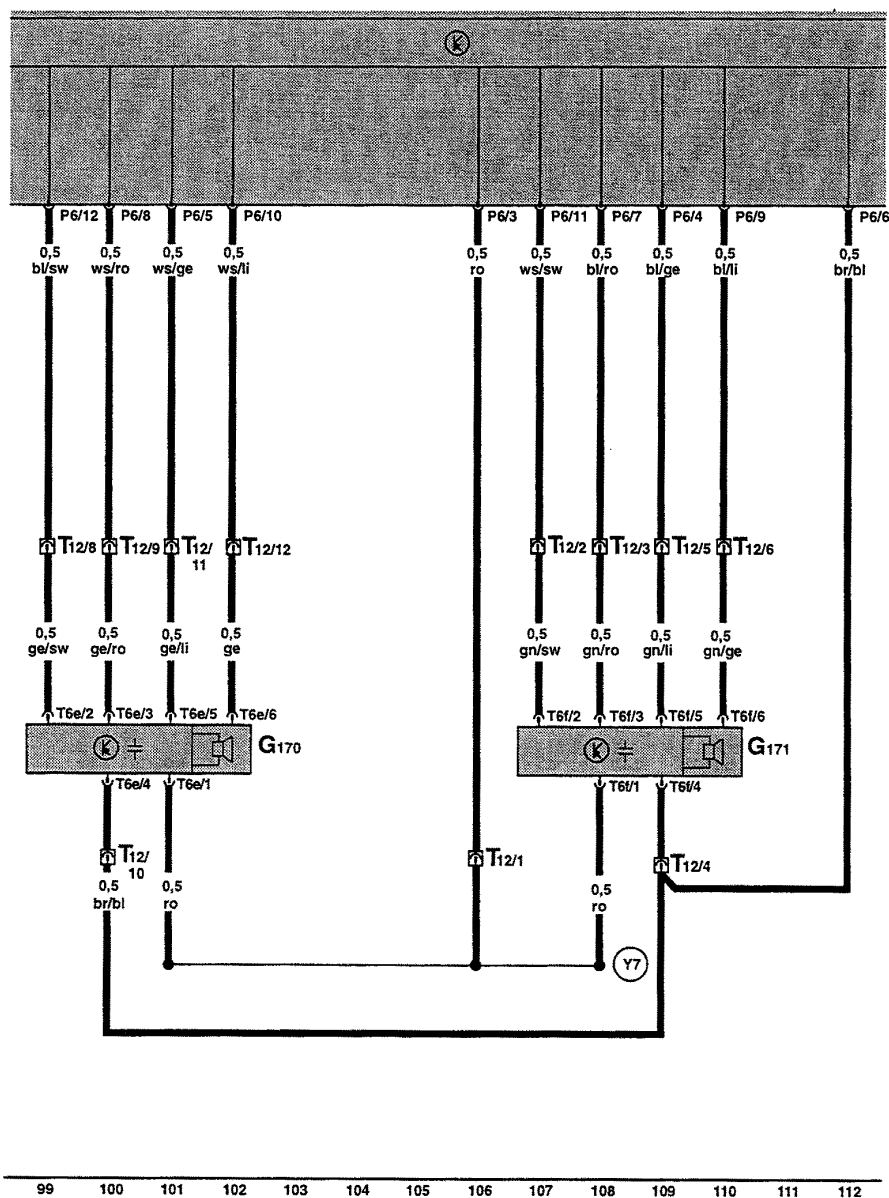 P6/12 P6/8 P6/5 P6/10 P6/3 P6/11 P6/7 P6/4 P6/9 P6/6
0,5 0,5 0,5 0,5 0,5 0,5 0,5 0,5 0,5 0,5
bl/sw ws/ro ws/ge ws/li ro ws/sw bl/ro bl/ge bl/li br/bl
T12/8 T12/9 T12/ T12/12 T12/2 T12/3 T12/5 T12/6
11
0,5 0,5 0,5 0,5 0,5 0,5 0,5 0,5
ge/sw ge/ro ge/li ge gn/sw gn/ro gn/li gn/ge
T6e/2 T6e/3 T6e/5 T6e/6 T6f/2 T6f/3 T6f/5 T6f/6
G170 G171
T6e/4 T6e/1 T6f/1 T6f/4
T12/ T12/1 T12/4
10
0,5 0,5 0,5
br/bl ro ro
Y7
99 100 101 102 103 104 105 106 107 108 109 110 111 112